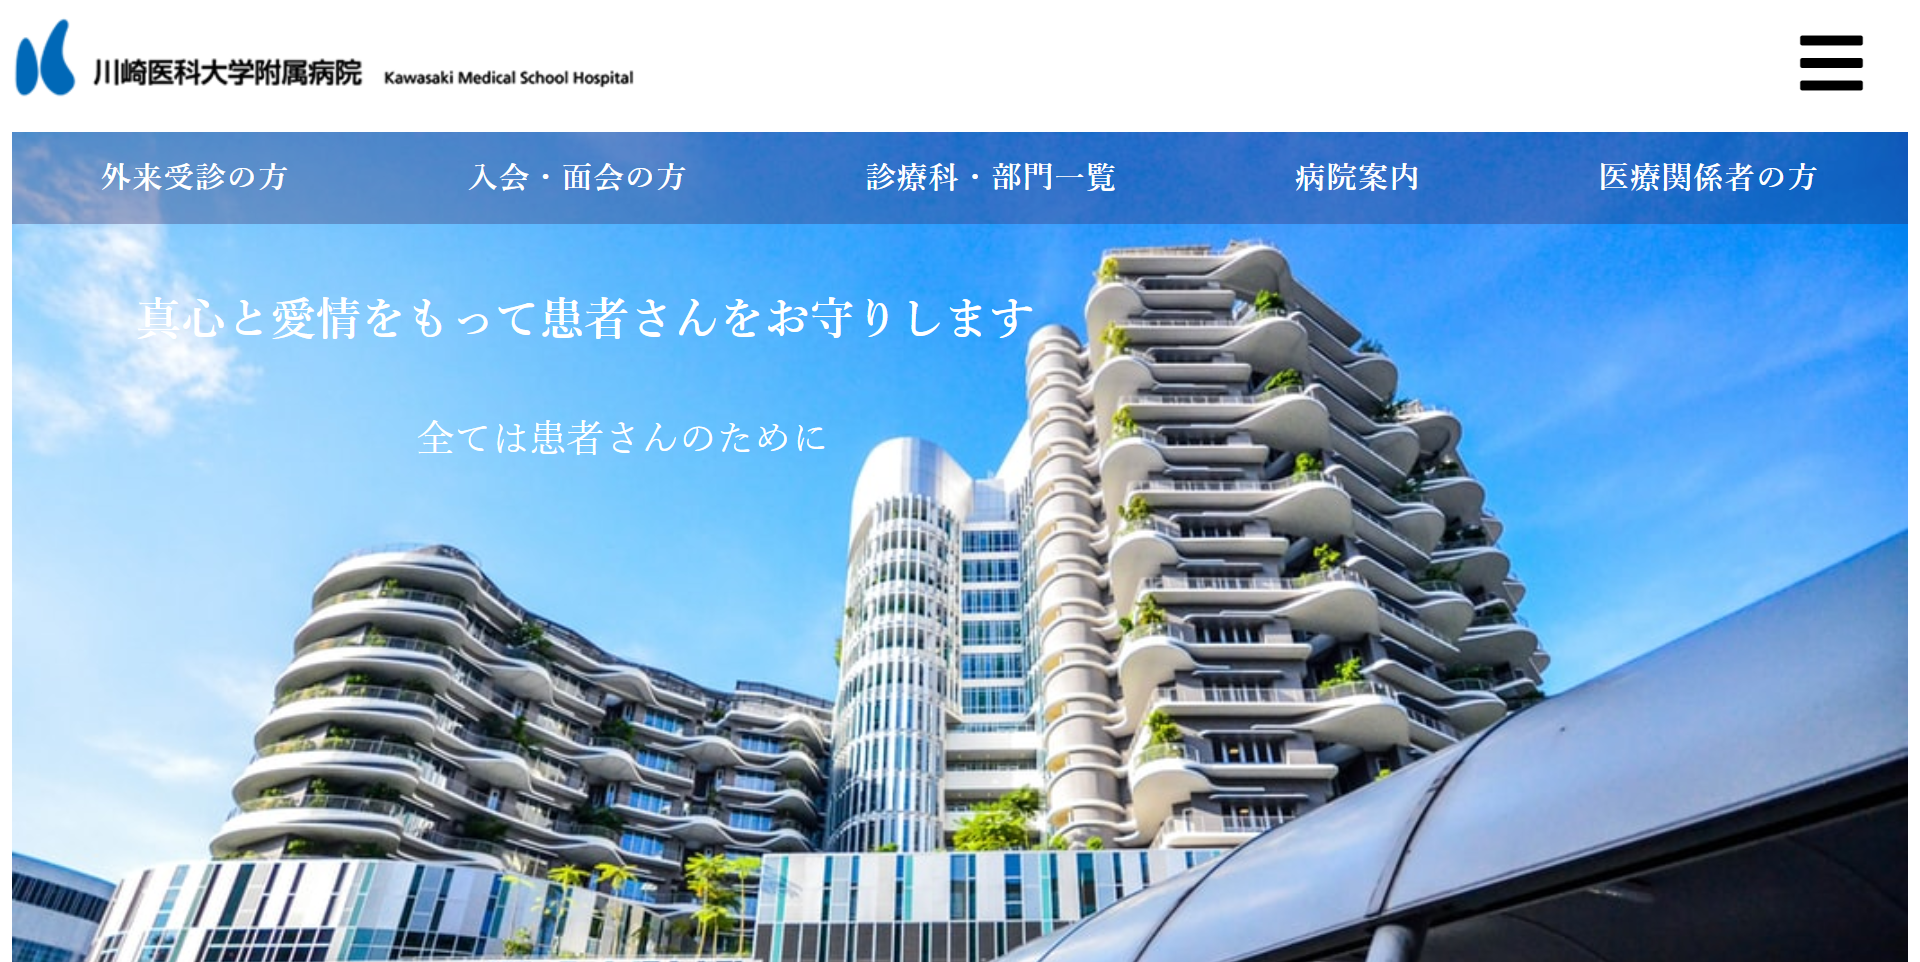 川崎医科大学附属病院 Kawasaki Medical School Hospital
外来受診の方 入会・面会の方 診療科・部門一覧 病院案内 医療関係者の方
真心と愛情をもって患者さんをお守りします
全ては患者さんのために